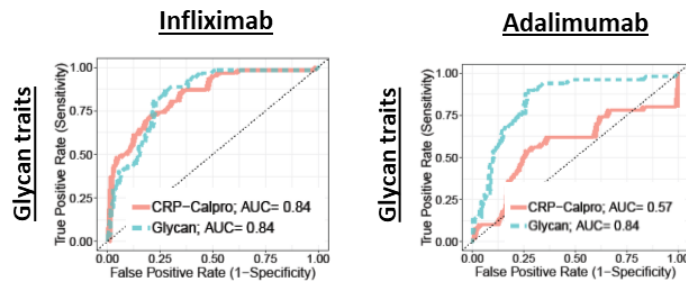 Infliximab
Glycan traits
True Positive Rate (Sensitivity)
1.00
0.75
0.50
0.25
0.00
CRP-Calpro; AUC= 0.84
Glycan; AUC= 0.84
0.00 0.25 0.50 0.75 1.00
False Positive Rate (1-Specificity)
Adalimumab
Glycan traits
True Positive Rate (Sensitivity)
1.00
0.75
0.50
0.25
0.00
CRP-Calpro; AUC= 0.57
Glycan; AUC= 0.84
0.00 0.25 0.50 0.75 1.00
False Positive Rate (1-Specificity)